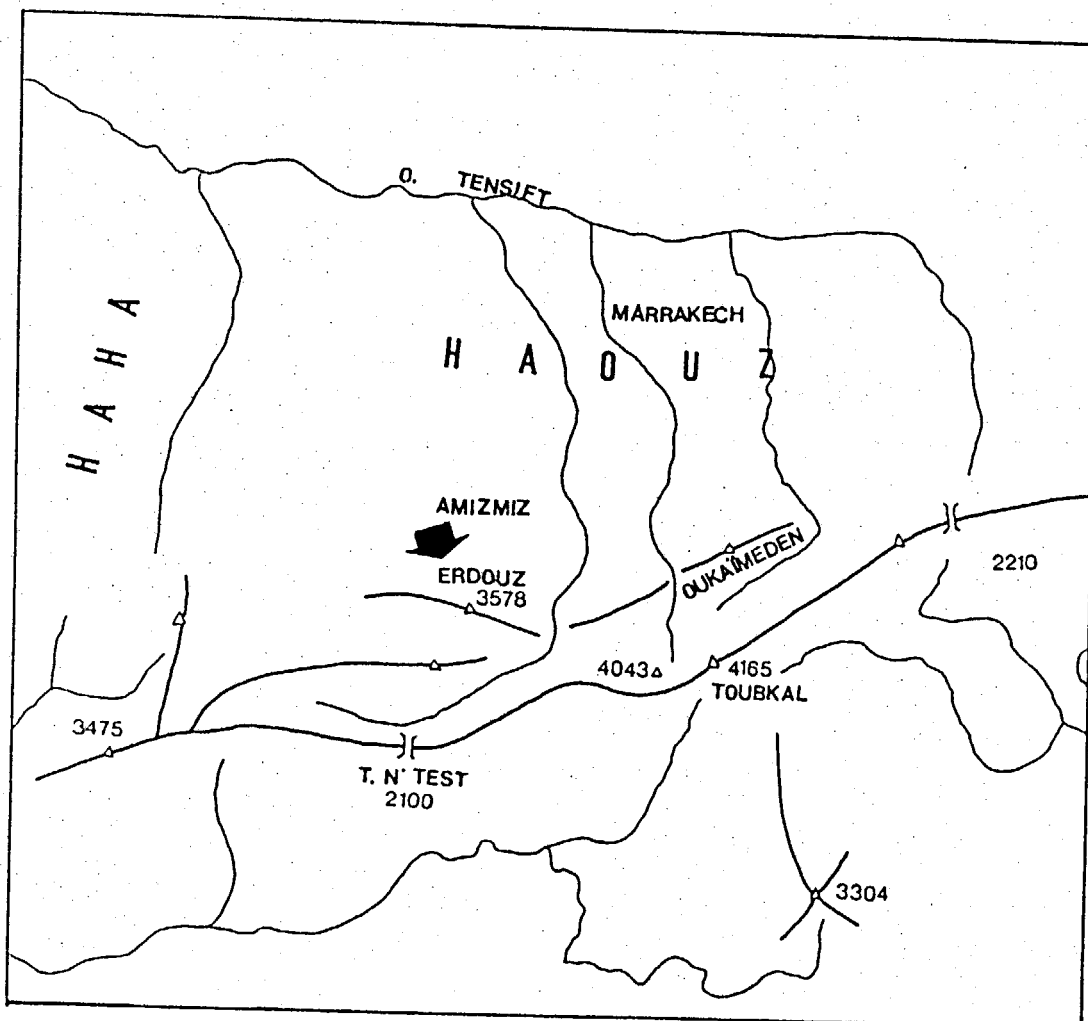 O. TENSIFT
MARRAKECH
HAOUZ
HAHA
AMIZMIZ
ERDOUZ
3578
OUKAÏMEDEN
2210
4043
4165
TOUBKAL
3475
T. N' TEST
2100
3304